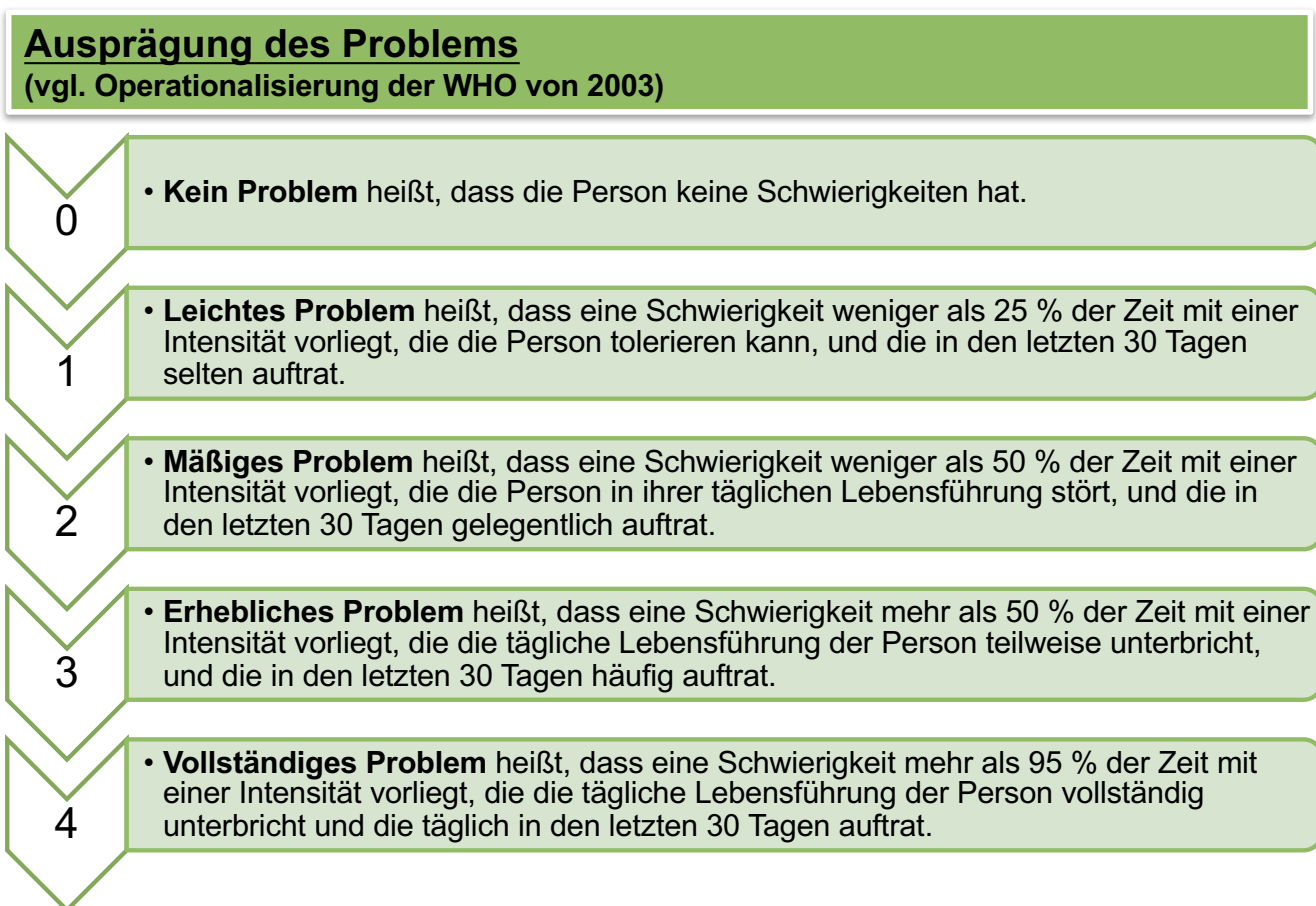 Ausprägung des Problems
(vgl. Operationalisierung der WHO von 2003)
0
• Kein Problem heißt, dass die Person keine Schwierigkeiten hat.
1
• Leichtes Problem heißt, dass eine Schwierigkeit weniger als 25 % der Zeit mit einer
Intensität vorliegt, die die Person tolerieren kann, und die in den letzten 30 Tagen
selten auftrat.
2
• Mäßiges Problem heißt, dass eine Schwierigkeit weniger als 50 % der Zeit mit einer
Intensität vorliegt, die die Person in ihrer täglichen Lebensführung stört, und die in
den letzten 30 Tagen gelegentlich auftrat.
3
• Erhebliches Problem heißt, dass eine Schwierigkeit mehr als 50 % der Zeit mit einer
Intensität vorliegt, die die tägliche Lebensführung der Person teilweise unterbricht,
und die in den letzten 30 Tagen häufig auftrat.
4
• Vollständiges Problem heißt, dass eine Schwierigkeit mehr als 95 % der Zeit mit
einer Intensität vorliegt, die die tägliche Lebensführung der Person vollständig
unterbricht und die täglich in den letzten 30 Tagen auftrat.